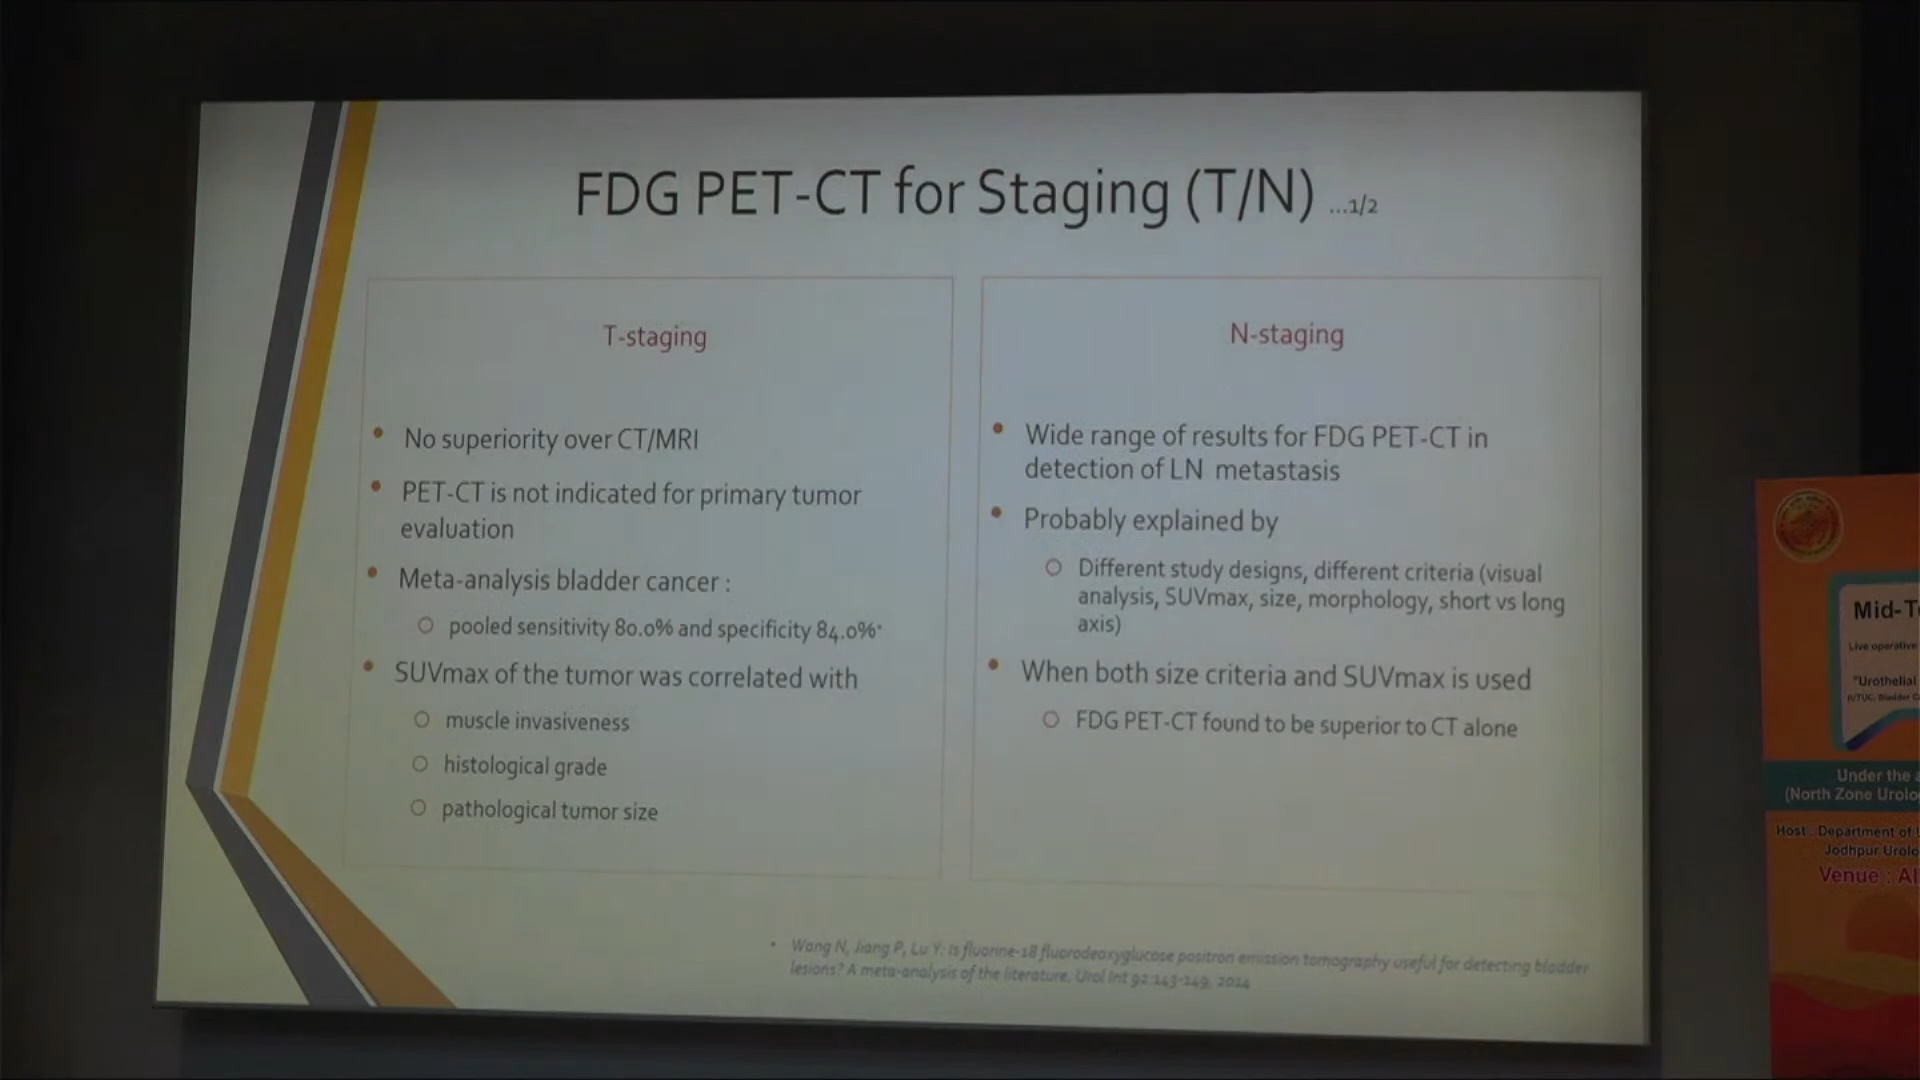 FDG PET-CT for Staging (T/N) ...1/2
T-staging
• No superiority over CT/MRI
• PET-CT is not indicated for primary tumor
evaluation
• Meta-analysis bladder cancer :
○ pooled sensitivity 80.0% and specificity 84.0%*
• SUVmax of the tumor was correlated with
○ muscle invasiveness
○ histological grade
○ pathological tumor size
N-staging
• Wide range of results for FDG PET-CT in
detection of LN metastasis
• Probably explained by
○ Different study designs, different criteria (visual
analysis, SUVmax, size, morphology, short vs long
axis)
• When both size criteria and SUVmax is used
○ FDG PET-CT found to be superior to CT alone
• Wang N, Jiang P, Lu Y: Is fluorine-18 fluorodeoxyglucose positron emission tomography useful for detecting bladder
lesions? A meta-analysis of the literature. Urol Int 92:143-149, 2014
Mid-T
Live operative
"Urothelial
(UTUC, Bladder C
Under the a
(North Zone Urolo
Host : Department of U
Jodhpur Urolo
Venue : AI